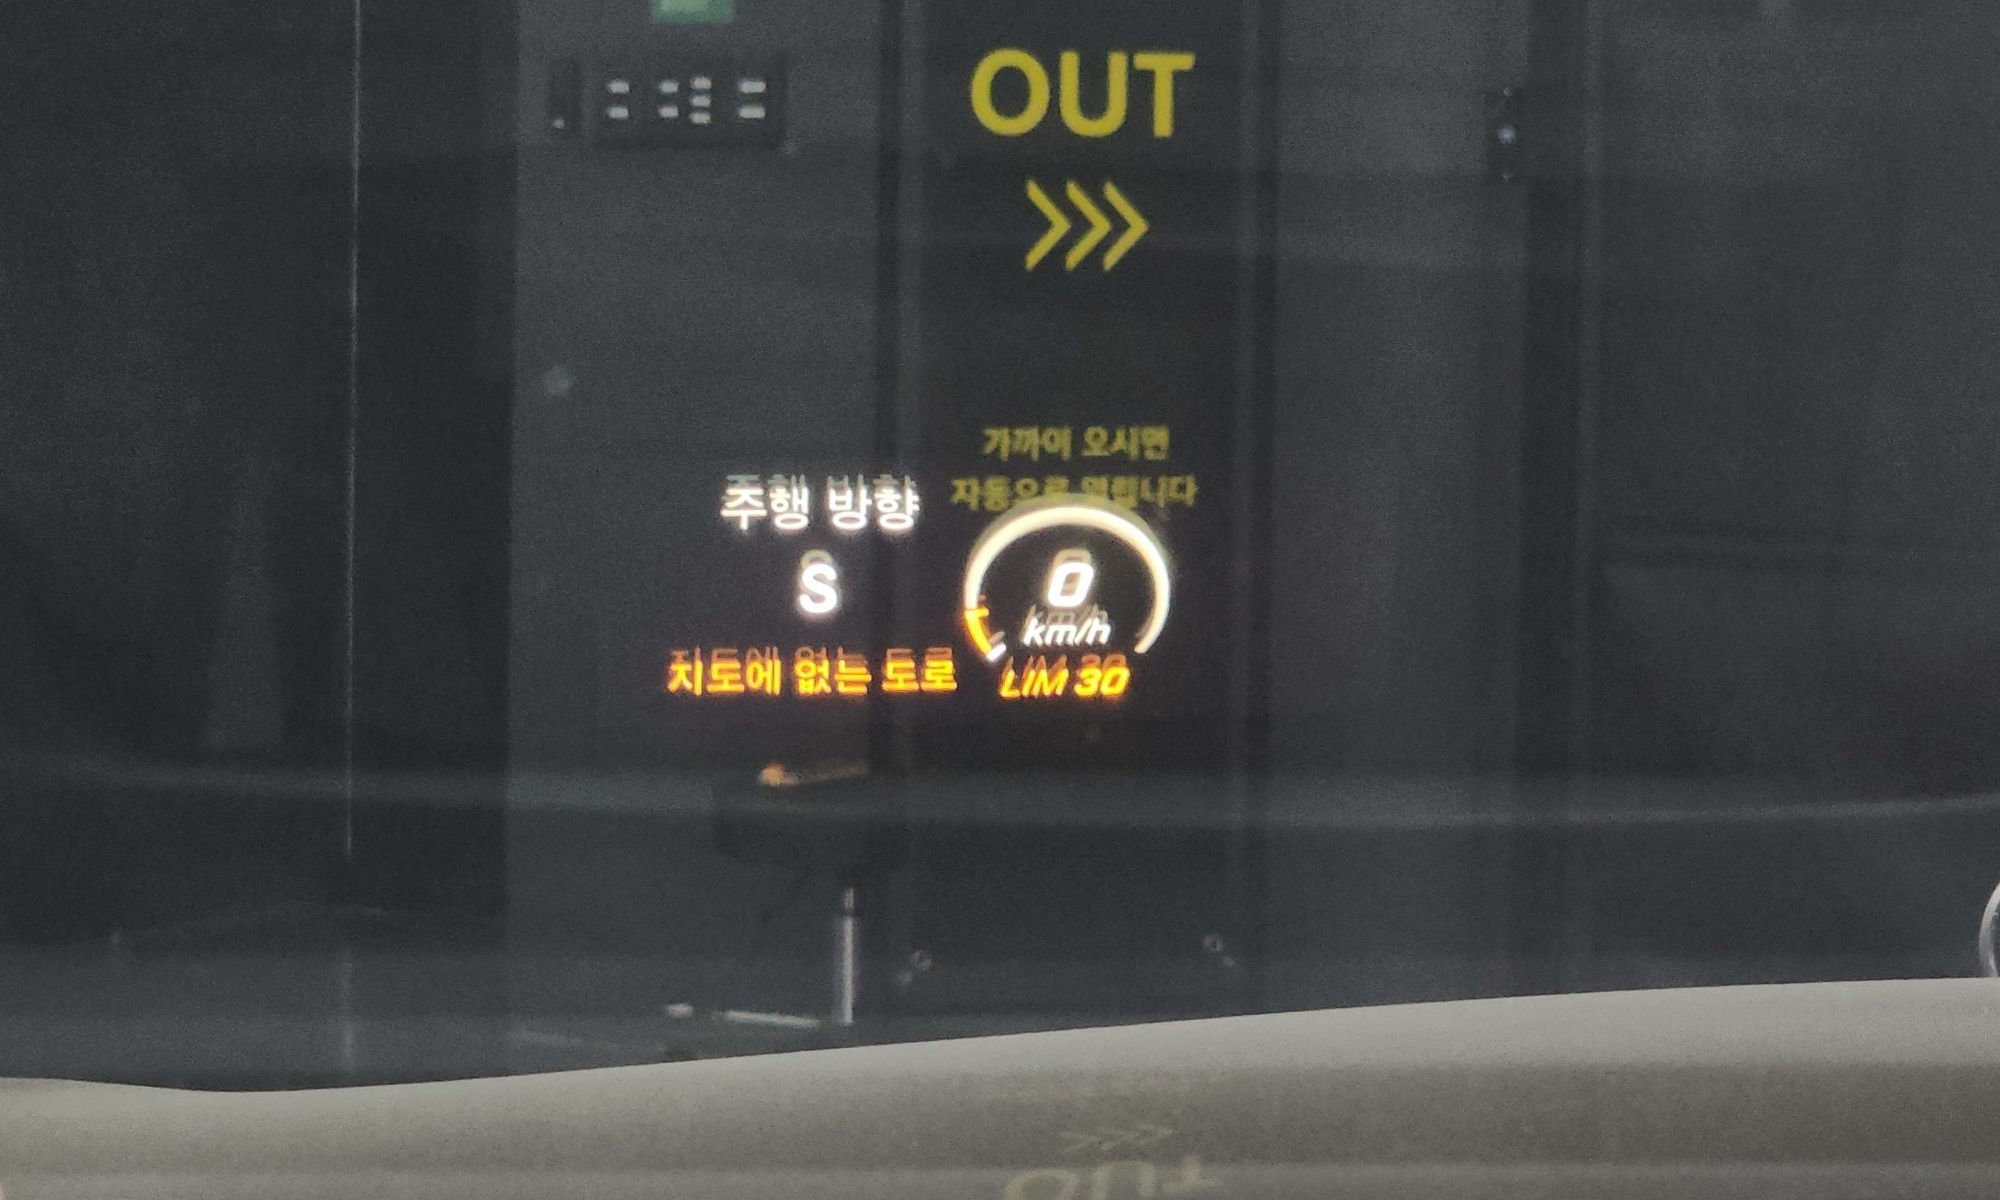 OUT
가까이 오시면
자동으로 열립니다
주행 방향
S
지도에 없는 도로
0
km/h
LIM 30